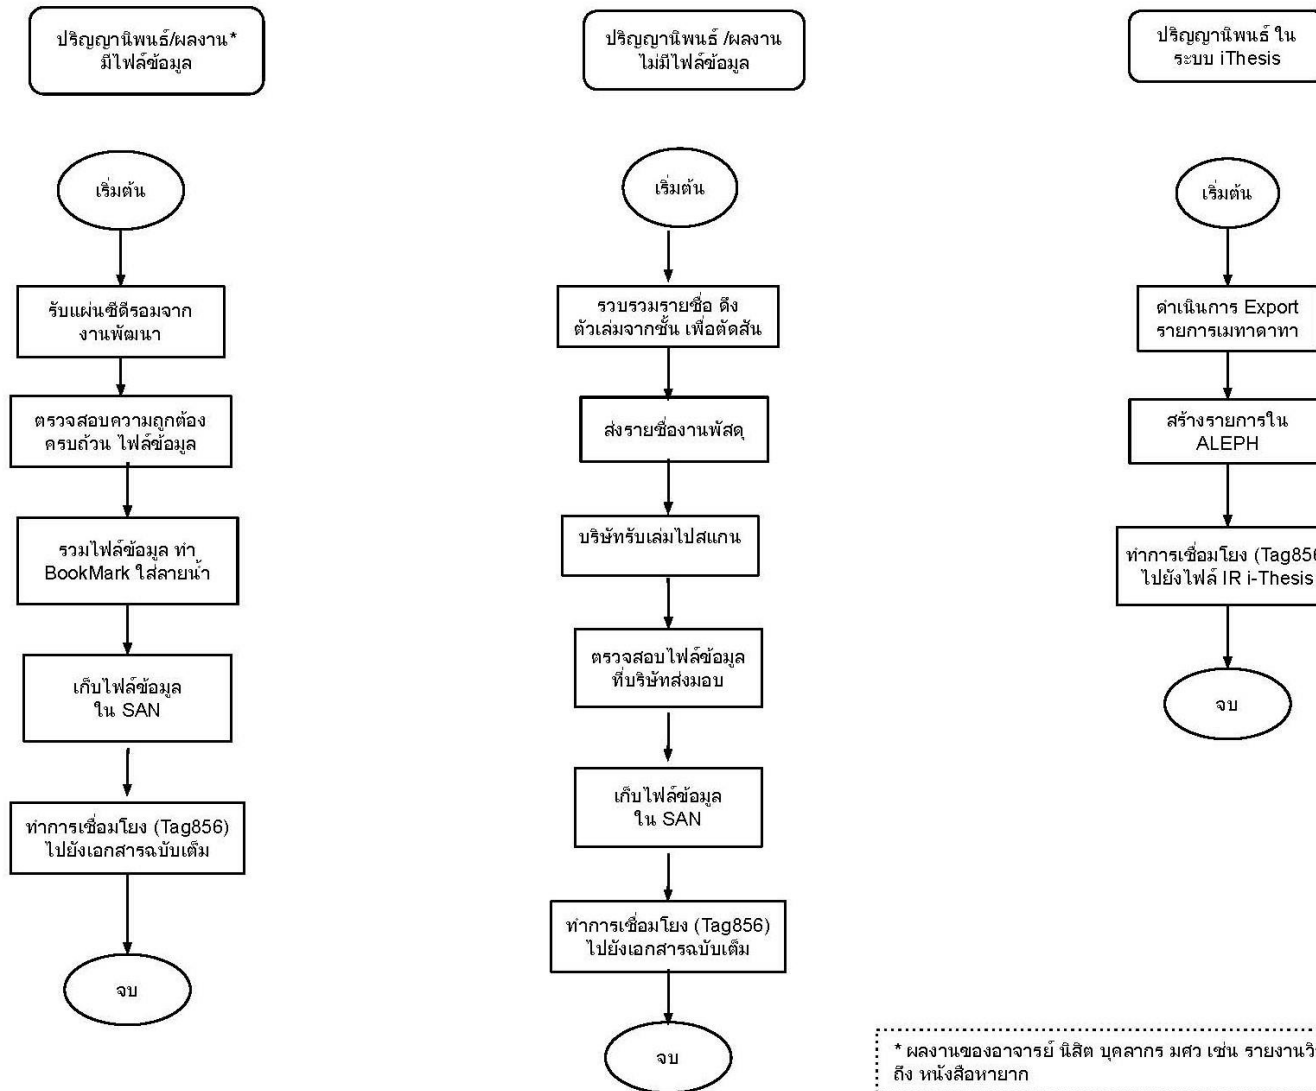 ปริญญานิพนธ์/ผลงาน*
มีไฟล์ข้อมูล
เริ่มต้น
รับแผ่นซีดีรอมจาก
งานพัฒนา
ตรวจสอบความถูกต้อง
ครบถ้วน ไฟล์ข้อมูล
รวมไฟล์ข้อมูล ทำ
BookMark ใส่ลายน้ำ
เก็บไฟล์ข้อมูล
ใน SAN
ทำการเชื่อมโยง (Tag856)
ไปยังเอกสารฉบับเต็ม
จบ
ปริญญานิพนธ์ /ผลงาน
ไม่มีไฟล์ข้อมูล
เริ่มต้น
รวบรวมรายชื่อ ดึง
ตัวเล่มจากชั้น เพื่อตัดสัน
ส่งรายชื่องานพัสดุ
บริษัทรับเล่มไปสแกน
ตรวจสอบไฟล์ข้อมูล
ที่บริษัทส่งมอบ
เก็บไฟล์ข้อมูล
ใน SAN
ทำการเชื่อมโยง (Tag856)
ไปยังเอกสารฉบับเต็ม
จบ
ปริญญานิพนธ์ ใน
ระบบ iThesis
เริ่มต้น
ดำเนินการ Export
รายการเมทาดาทา
สร้างรายการใน
ALEPH
ทำการเชื่อมโยง (Tag856
ไปยังไฟล์ IR i-Thesis
จบ
* ผลงานของอาจารย์ นิสิต บุคลากร มศว เช่น รายงานวิ
ถึง หนังสือหายาก